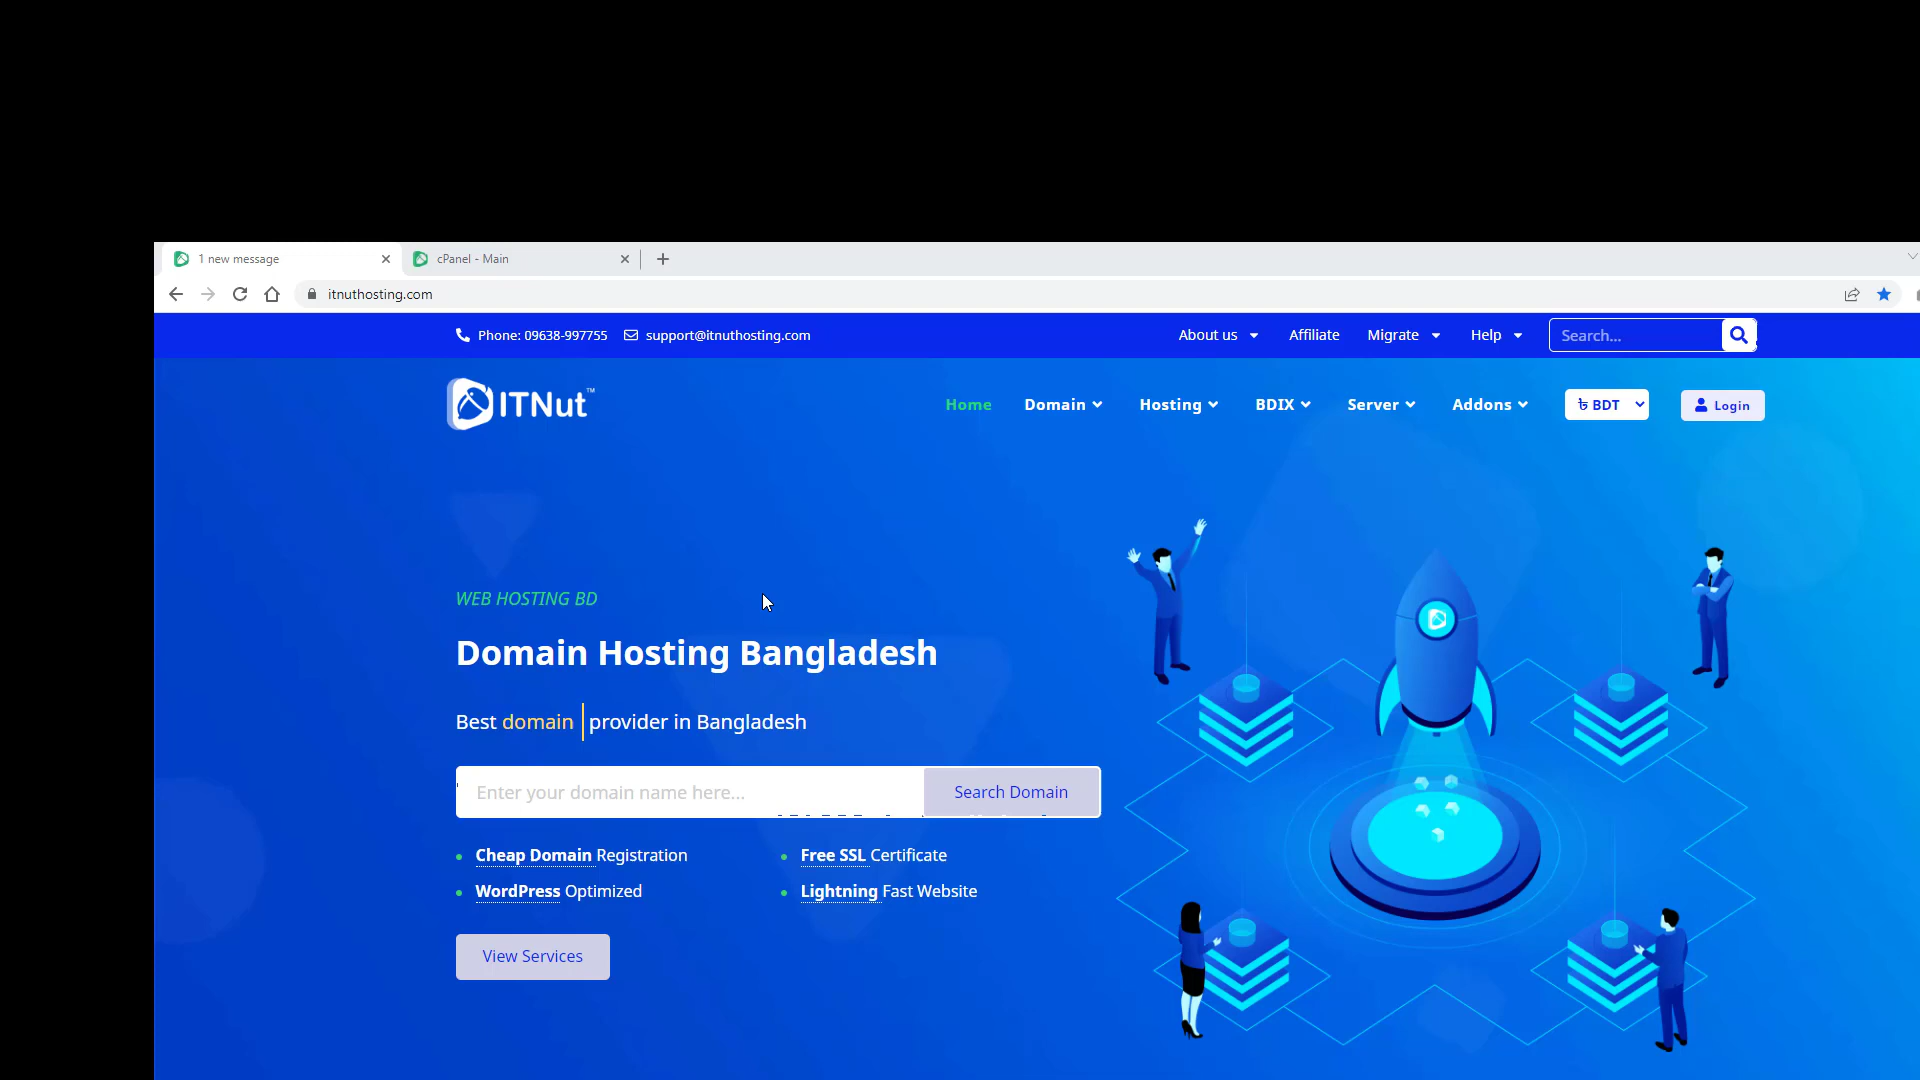 1 new message
cPanel - Main
itnuthosting.com
Phone: 09638-997755 support@itnuthosting.com
About us Affiliate Migrate Help Search...
ITNut™
Home Domain Hosting BDIX Server Addons ৳ BDT Login
WEB HOSTING BD
Domain Hosting Bangladesh
Best domain provider in Bangladesh
Enter your domain name here... Search Domain
Cheap Domain Registration
Free SSL Certificate
WordPress Optimized
Lightning Fast Website
View Services